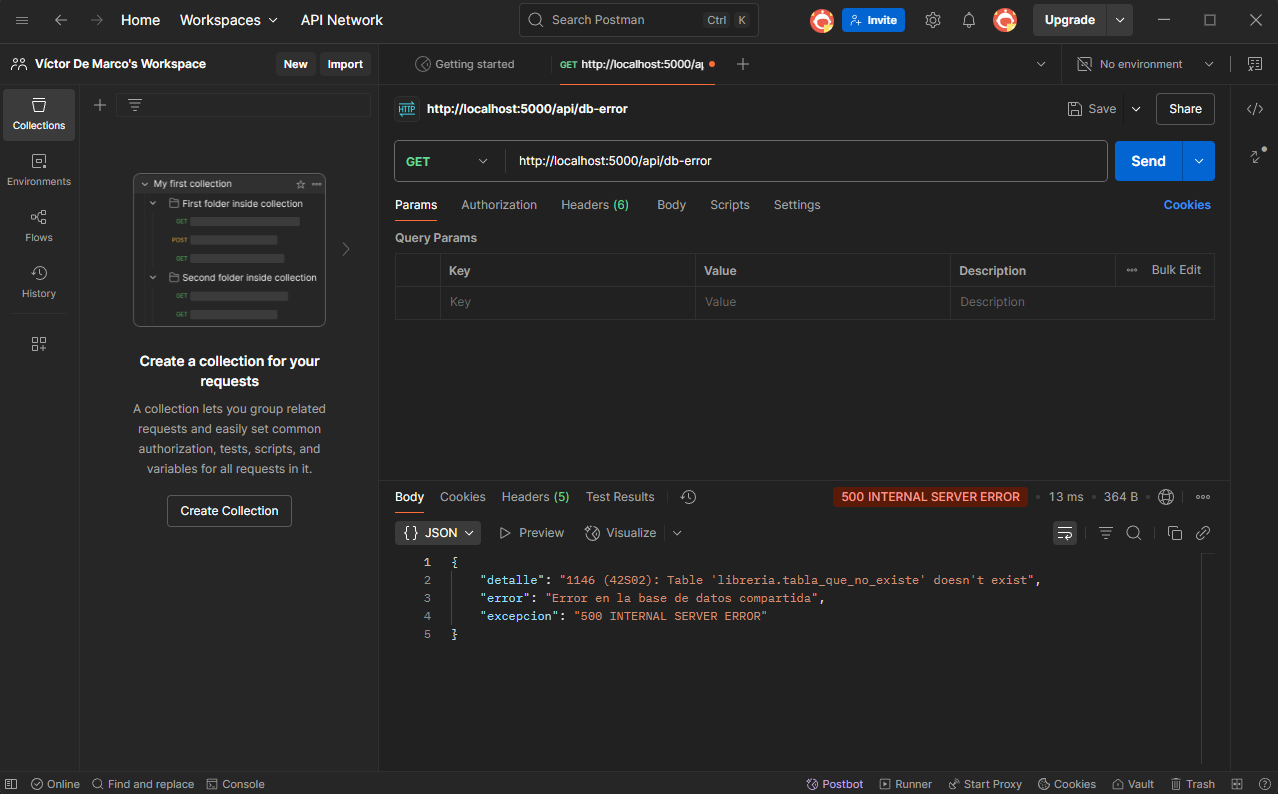 Home Workspaces API Network Search Postman Ctrl K Invite Upgrade
Víctor De Marco's Workspace New Import Getting started GET http://localhost:5000/ap No environment
Collections
Environments
Flows
History
My first collection
First folder inside collection
GET
POST
GET
Second folder inside collection
GET
GET
Create a collection for your
requests
A collection lets you group related
requests and easily set common
authorization, tests, scripts, and
variables for all requests in it.
Create Collection
HTTP http://localhost:5000/api/db-error Save Share
GET http://localhost:5000/api/db-error Send
Params Authorization Headers (6) Body Scripts Settings Cookies
Query Params
Key Value Description Bulk Edit
Key Value Description
Body Cookies Headers (5) Test Results 500 INTERNAL SERVER ERROR 13 ms 364 B
{} JSON Preview Visualize
1 {
2 "detalle": "1146 (42S02): Table 'libreria.tabla_que_no_existe' doesn't exist",
3 "error": "Error en la base de datos compartida",
4 "excepcion": "500 INTERNAL SERVER ERROR"
5 }
Online Find and replace Console Postbot Runner Start Proxy Cookies Vault Trash